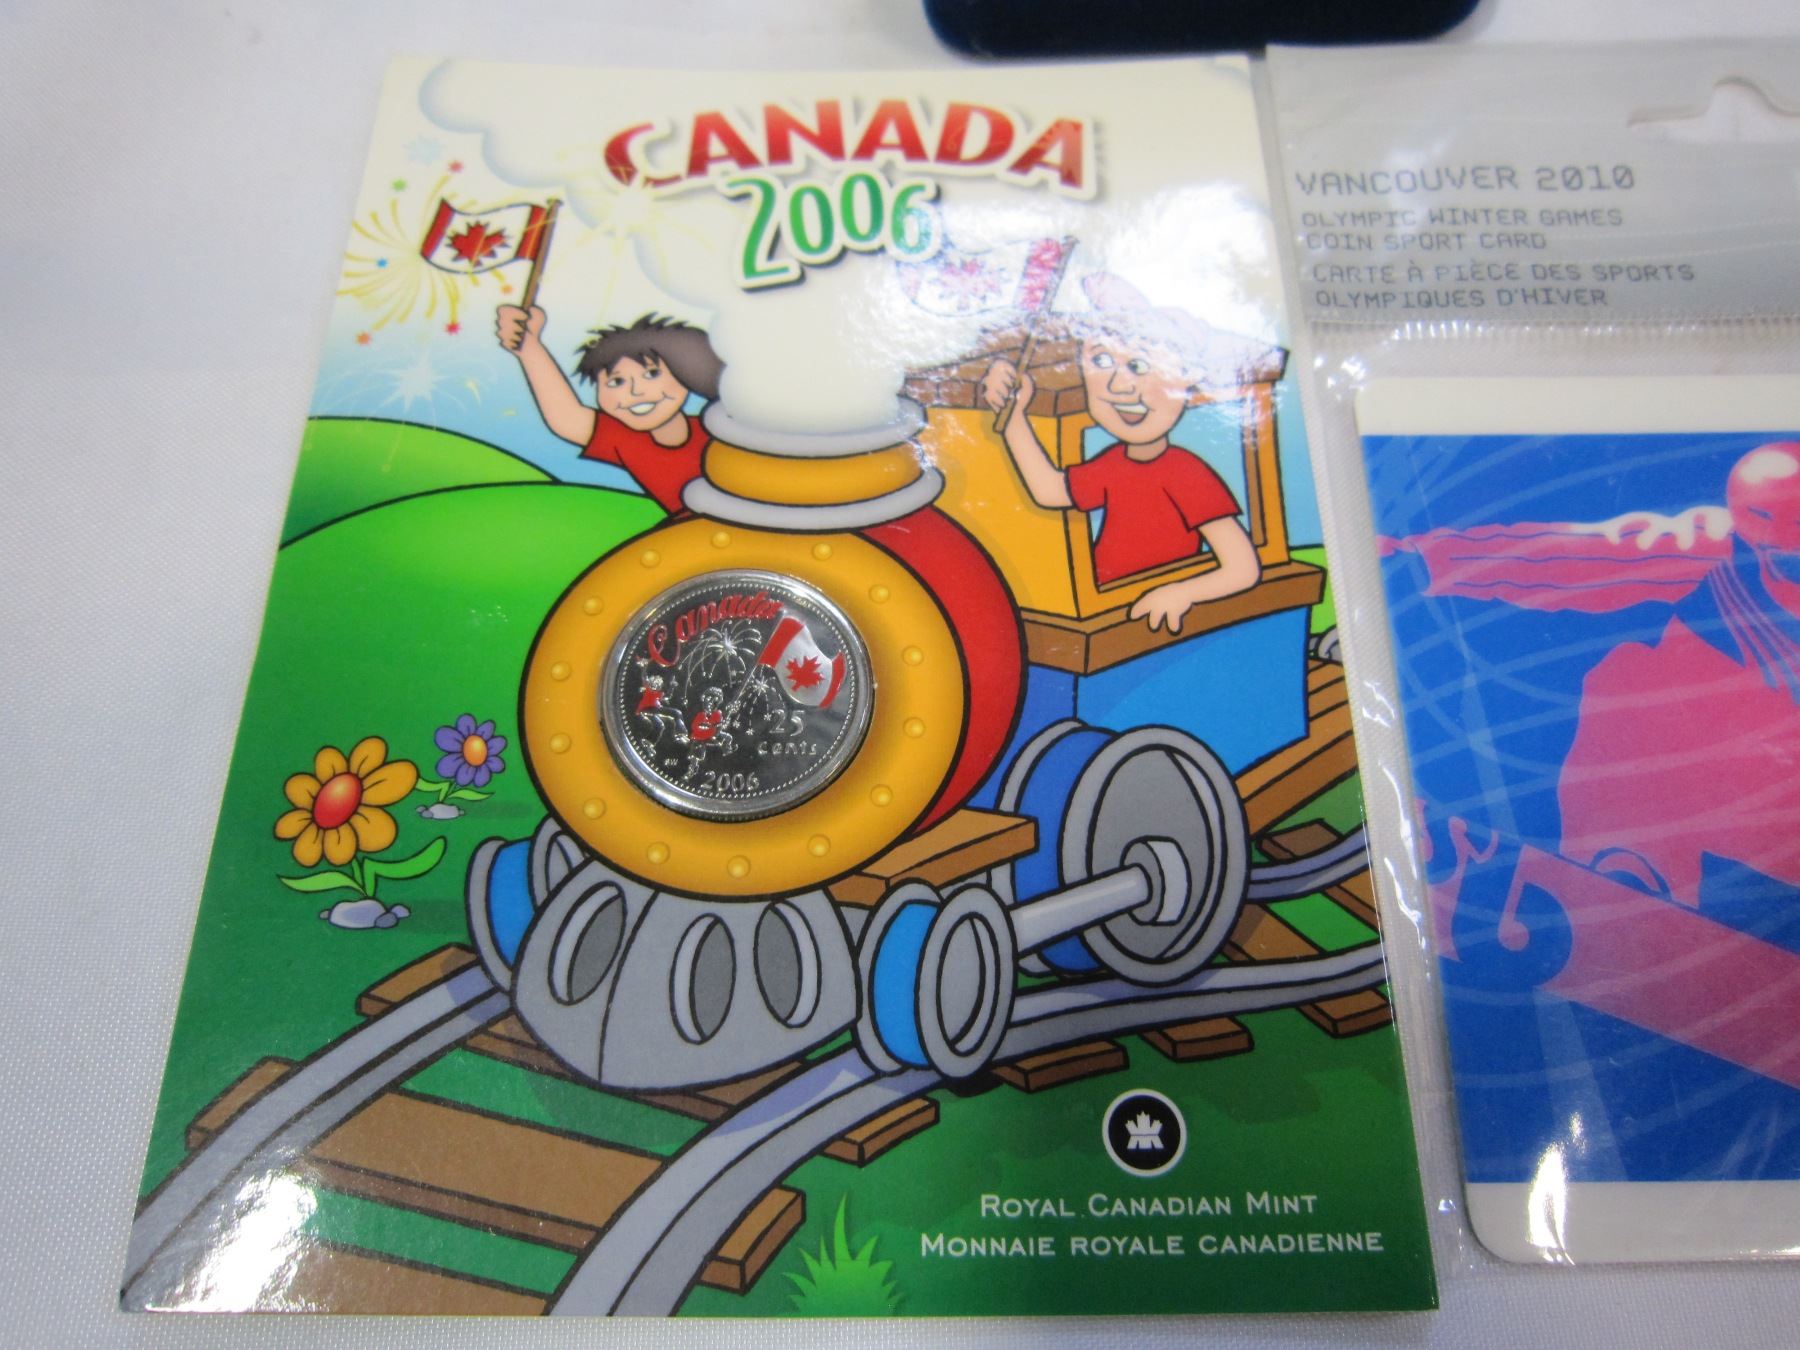 CANADA
2006
Canada
25
cents
2006
ROYAL CANADIAN MINT
MONNAIE ROYALE CANADIENNE
VANCOUVER 2010
OLYMPIC WINTER GAMES
COIN SPORT CARD
CARTE À PIÈCE DES SPORTS
OLYMPIQUES D'HIVER